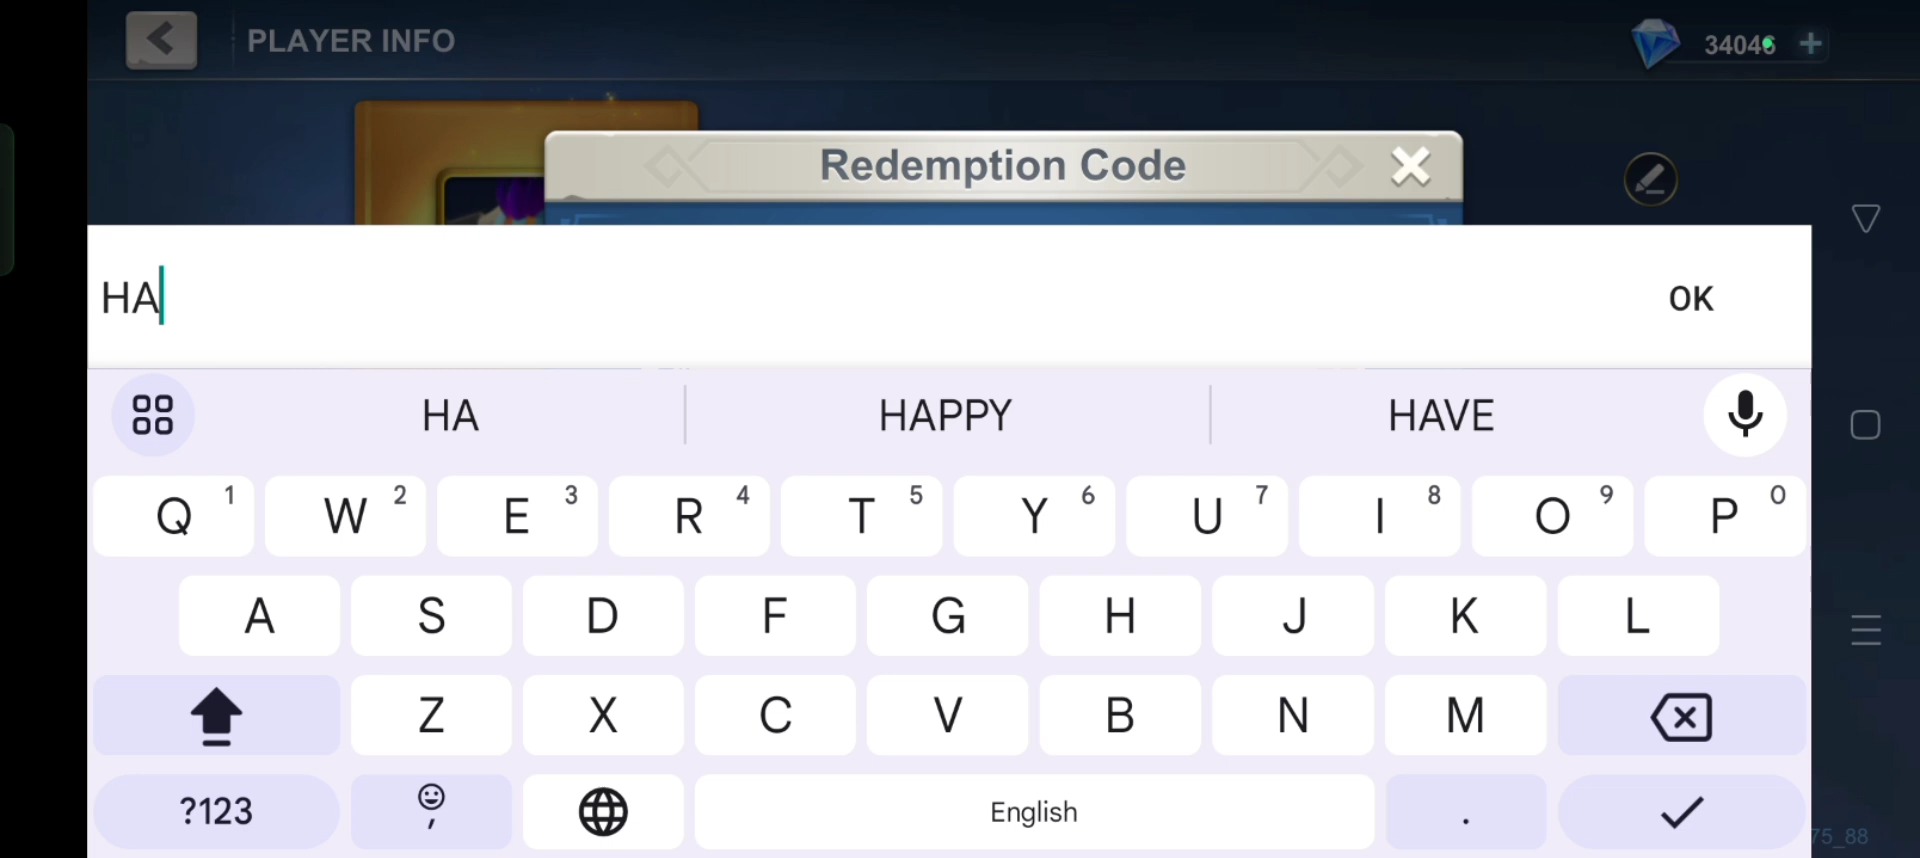 PLAYER INFO
34046
Redemption Code
HA
OK
HA HAPPY HAVE
Q 1 W 2 E 3 R 4 T 5 Y 6 U 7 I 8 O 9 P 0
A S D F G H J K L
Z X C V B N M
?123 , English .
75_88